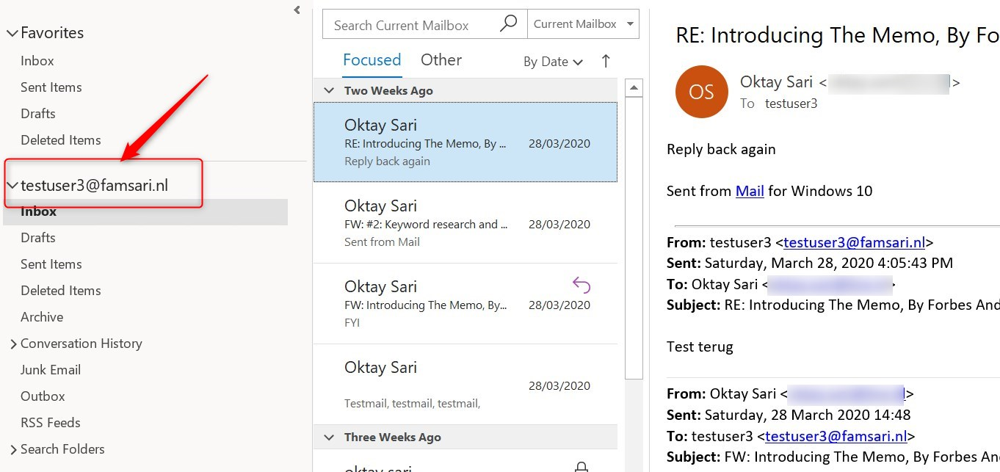 Favorites
Inbox
Sent Items
Drafts
Deleted Items
testuser3@famsari.nl
Inbox
Drafts
Sent Items
Deleted Items
Archive
Conversation History
Junk Email
Outbox
RSS Feeds
Search Folders
Search Current Mailbox
Current Mailbox
Focused Other By Date
Two Weeks Ago
Oktay Sari
RE: Introducing The Memo, By ... 28/03/2020
Reply back again
Oktay Sari
FW: #2: Keyword research and ... 28/03/2020
Sent from Mail
Oktay Sari
FW: Introducing The Memo, By... 28/03/2020
FYI
Oktay Sari
28/03/2020
Testmail, testmail, testmail,
Three Weeks Ago
oktay sari
RE: Introducing The Memo, By Fo
OS
Oktay Sari < >
To testuser3
Reply back again
Sent from Mail for Windows 10
From: testuser3 <testuser3@famsari.nl>
Sent: Saturday, March 28, 2020 4:05:43 PM
To: Oktay Sari < >
Subject: RE: Introducing The Memo, By Forbes And
Test terug
From: Oktay Sari < >
Sent: Saturday, 28 March 2020 14:48
To: testuser3 <testuser3@famsari.nl>
Subject: FW: Introducing The Memo, By Forbes An